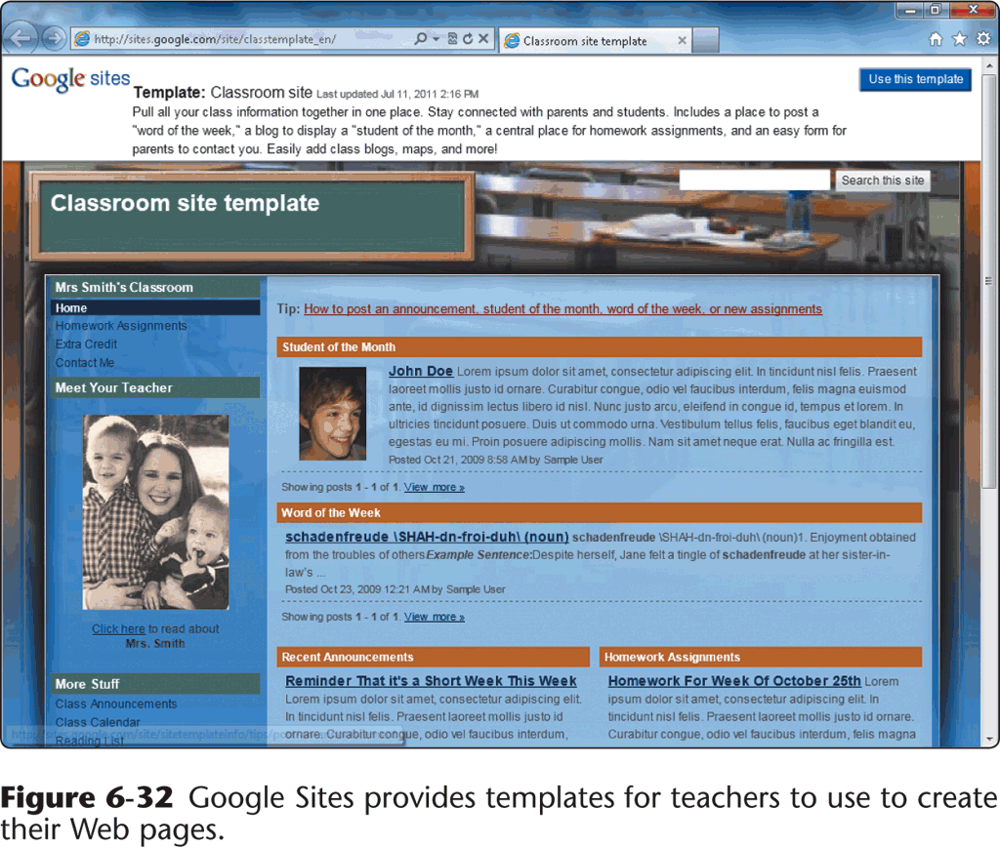 http://sites.google.com/site/classtemplate_en/
Classroom site template
Google sites
Use this template
Template: Classroom site Last updated Jul 11, 2011 2:16 PM
Pull all your class information together in one place. Stay connected with parents and students. Includes a place to post a
"word of the week," a blog to display a "student of the month," a central place for homework assignments, and an easy form for
parents to contact you. Easily add class blogs, maps, and more!
Search this site
Classroom site template
Mrs Smith's Classroom
Home
Homework Assignments
Extra Credit
Contact Me
Meet Your Teacher
Click here to read about
Mrs. Smith
More Stuff
Class Announcements
Class Calendar
Reading List
Tip: How to post an announcement, student of the month, word of the week, or new assignments
Student of the Month
John Doe Lorem ipsum dolor sit amet, consectetur adipiscing elit. In tincidunt nisl felis. Praesent
laoreet mollis justo id ornare. Curabitur congue, odio vel faucibus interdum, felis magna euismod
ante, id dignissim lectus libero id nisl. Nunc justo arcu, eleifend in congue id, tempus et lorem. In
ultricies tincidunt posuere. Duis ut commodo urna. Vestibulum tellus felis, faucibus eget blandit eu,
egestas eu mi. Proin posuere adipiscing mollis. Nam sit amet neque erat. Nulla ac fringilla est.
Posted Oct 21, 2009 8:58 AM by Sample User
Showing posts 1 - 1 of 1. View more »
Word of the Week
schadenfreude \SHAH-dn-froi-duh\ (noun) schadenfreude \SHAH-dn-froi-duh\ (noun)1. Enjoyment obtained
from the troubles of othersExample Sentence:Despite herself, Jane felt a tingle of schadenfreude at her sister-in-
law's ...
Posted Oct 23, 2009 12:21 AM by Sample User
Showing posts 1 - 1 of 1. View more »
Recent Announcements
Reminder That it's a Short Week This Week
Lorem ipsum dolor sit amet, consectetur adipiscing elit.
In tincidunt nisl felis. Praesent laoreet mollis justo id
ornare. Curabitur congue, odio vel faucibus interdum,
Homework Assignments
Homework For Week Of October 25th Lorem
ipsum dolor sit amet, consectetur adipiscing elit. In
tincidunt nisl felis. Praesent laoreet mollis justo id ornare.
Curabitur congue, odio vel faucibus interdum, felis magna
http://sites.google.com/site/sitetemplateinfo/tips/
Figure 6-32 Google Sites provides templates for teachers to use to create
their Web pages.